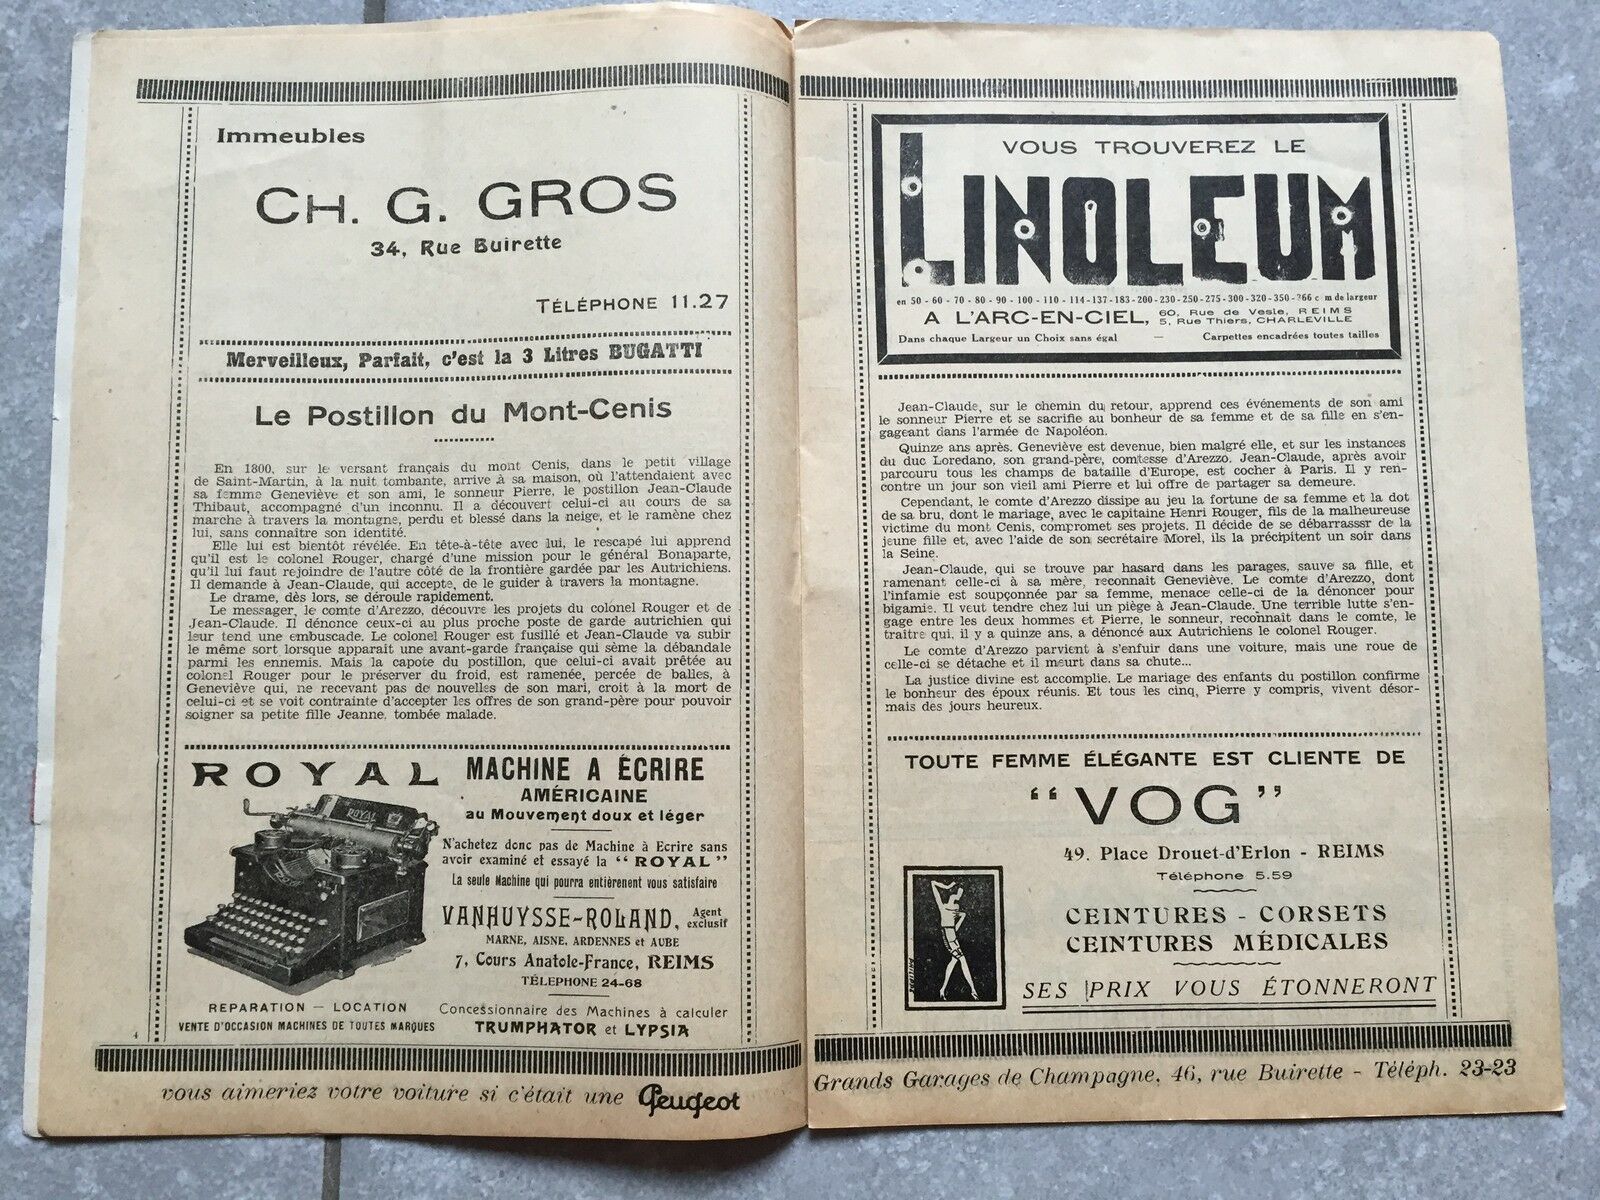 Immeubles
CH. G. GROS
34, Rue Buirette
TÉLÉPHONE 11.27
Merveilleux, Parfait, c'est la 3 Litres BUGATTI
Le Postillon du Mont-Cenis
En 1800, sur le versant français du mont Cenis, dans le petit village
de Saint-Martin, à la nuit tombante, arrive à sa maison, où l'attendaient avec
sa femme Geneviève et son ami, le sonneur Pierre, le postillon Jean-Claude
Thibaut, accompagné d'un inconnu. Il a découvert celui-ci au cours de sa
marche à travers la montagne, perdu et blessé dans la neige, et le ramène chez
lui, sans connaître son identité.
Elle lui est bientôt révélée. En tête-à-tête avec lui, le rescapé lui apprend
qu'il est le colonel Rouger, chargé d'une mission pour le général Bonaparte,
qu'il lui faut rejoindre de l'autre côté de la frontière gardée par les Autrichiens.
Il demande à Jean-Claude, qui accepte, de le guider à travers la montagne.
Le drame, dès lors, se déroule rapidement.
Le messager, le comte d'Arezzo, découvre les projets du colonel Rouger et de
Jean-Claude. Il dénonce ceux-ci au plus proche poste de garde autrichien qui
leur tend une embuscade. Le colonel Rouger est fusillé et Jean-Claude va subir
le même sort lorsque apparaît une avant-garde française qui sème la débandale
parmi les ennemis. Mais la capote du postillon, que celui-ci avait prêtée au
colonel Rouger pour le préserver du froid, est ramenée, percée de balles, à
Geneviève qui, ne recevant pas de nouvelles de son mari, croit à la mort de
celui-ci et se voit contrainte d'accepter les offres de son grand-père pour pouvoir
soigner sa petite fille Jeanne, tombée malade.
ROYAL
MACHINE A ÉCRIRE
AMÉRICAINE
au Mouvement doux et léger
ROYAL
N'achetez donc pas de Machine à Ecrire sans
avoir examiné et essayé la “ ROYAL ”
La seule Machine qui pourra entièrement vous satisfaire
VANHUYSSE-ROLAND, Agent exclusif
MARNE, AISNE, ARDENNES et AUBE
7, Cours Anatole-France, REIMS
TÉLEPHONE 24-68
REPARATION — LOCATION
VENTE D'OCCASION MACHINES DE TOUTES MARQUES
Concessionnaire des Machines à calculer
TRUMPHATOR et LYPSIA
4
vous aimeriez votre voiture si c'était une Peugeot
VOUS TROUVEREZ LE
LINOLEUM
en 50 - 60 - 70 - 80 - 90 - 100 - 110 - 114-137-183-200-230-250-275-300-320-350-366 c m de largeur
A L'ARC-EN-CIEL, 60, Rue de Vesle, REIMS
5, Rue Thiers, CHARLEVILLE
Dans chaque Largeur un Choix sans égal — Carpettes encadrées toutes tailles
Jean-Claude, sur le chemin du retour, apprend ces événements de son ami
le sonneur Pierre et se sacrifie au bonheur de sa femme et de sa fille en s'en-
gageant dans l'armée de Napoléon.
Quinze ans après. Geneviève est devenue, bien malgré elle, et sur les instances
du duc Loredano, son grand-père, comtesse d'Arezzo. Jean-Claude, après avoir
parcouru tous les champs de bataille d'Europe, est cocher à Paris. Il y ren-
contre un jour son vieil ami Pierre et lui offre de partager sa demeure.
Cependant, le comte d'Arezzo dissipe au jeu la fortune de sa femme et la dot
de sa bru, dont le mariage, avec le capitaine Henri Rouger, fils de la malheureuse
victime du mont Cenis, compromet ses projets. Il décide de se débarrasssr de la
jeune fille et, avec l'aide de son secrétaire Morel, ils la précipitent un soir dans
la Seine.
Jean-Claude, qui se trouve par hasard dans les parages, sauve sa fille, et
ramenant celle-ci à sa mère, reconnaît Geneviève. Le comte d'Arezzo, dont
l'infamie est soupçonnée par sa femme, menace celle-ci de la dénoncer pour
bigamie. Il veut tendre chez lui un piège à Jean-Claude. Une terrible lutte s'en-
gage entre les deux hommes et Pierre, le sonneur, reconnaît dans le comte, le
traître qui, il y a quinze ans, a dénoncé aux Autrichiens le colonel Rouger.
Le comte d'Arezzo parvient à s'enfuir dans une voiture, mais une roue de
celle-ci se détache et il meurt dans sa chute...
La justice divine est accomplie. Le mariage des enfants du postillon confirme
le bonheur des époux réunis. Et tous les cinq, Pierre y compris, vivent désor-
mais des jours heureux.
TOUTE FEMME ÉLÉGANTE EST CLIENTE DE
“VOG”
49. Place Drouet-d'Erlon - REIMS
Téléphone 5.59
CEINTURES - CORSETS
CEINTURES MÉDICALES
SES PRIX VOUS ÉTONNERONT
Grands Garages de Champagne, 46, rue Buirette - Téléph. 23-23